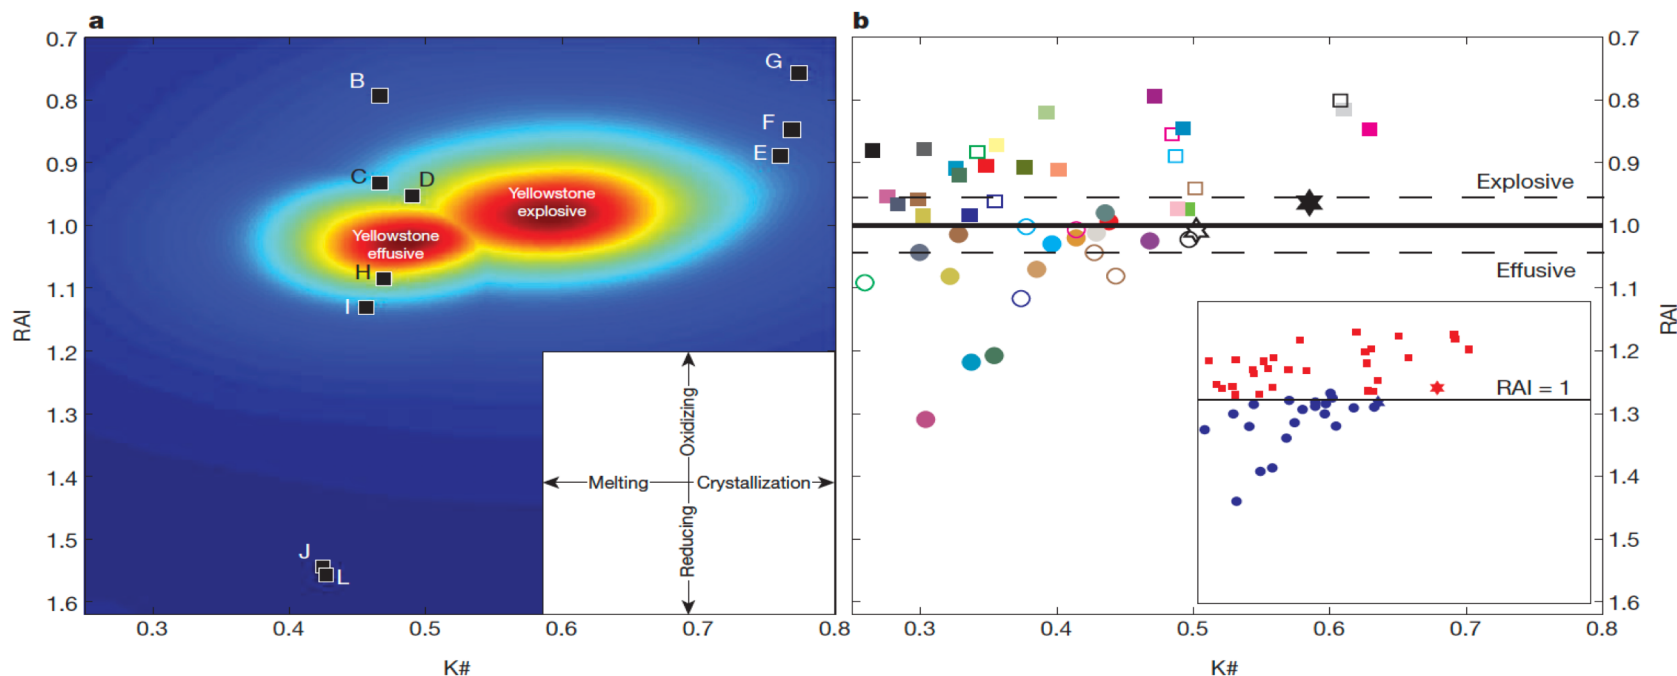 a
0.7
0.8
0.9
1.0
1.1
1.2
1.3
1.4
1.5
1.6
RAI
B
G
F
E
C
D
Yellowstone
explosive
Yellowstone
effusive
H
I
J
L
Oxidizing
Melting
Crystallization
Reducing
0.3
0.4
0.5
0.6
0.7
0.8
K#
b
Explosive
Effusive
RAI = 1
0.7
0.8
0.9
1.0
1.1
1.2
1.3
1.4
1.5
1.6
RAI
0.3
0.4
0.5
0.6
0.7
0.8
K#